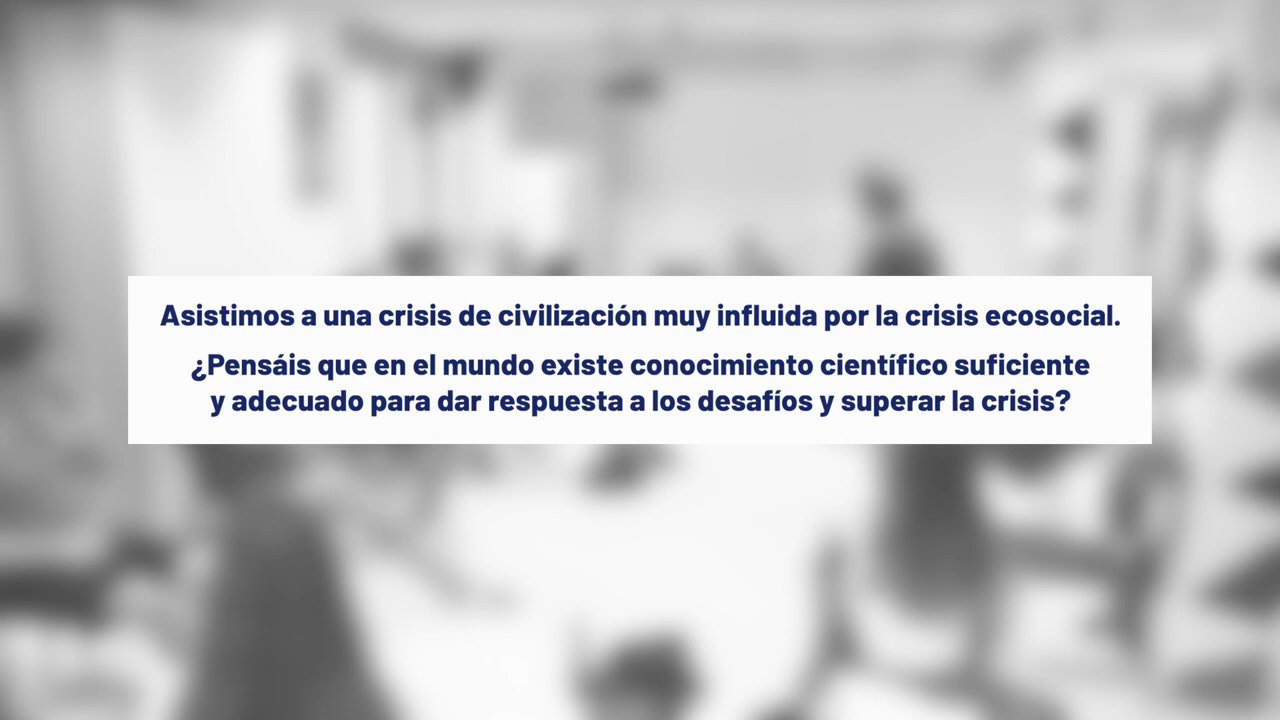 Asistimos a una crisis de civilización muy influida por la crisis ecosocial.
¿Pensáis que en el mundo existe conocimiento científico suficiente
y adecuado para dar respuesta a los desafíos y superar la crisis?